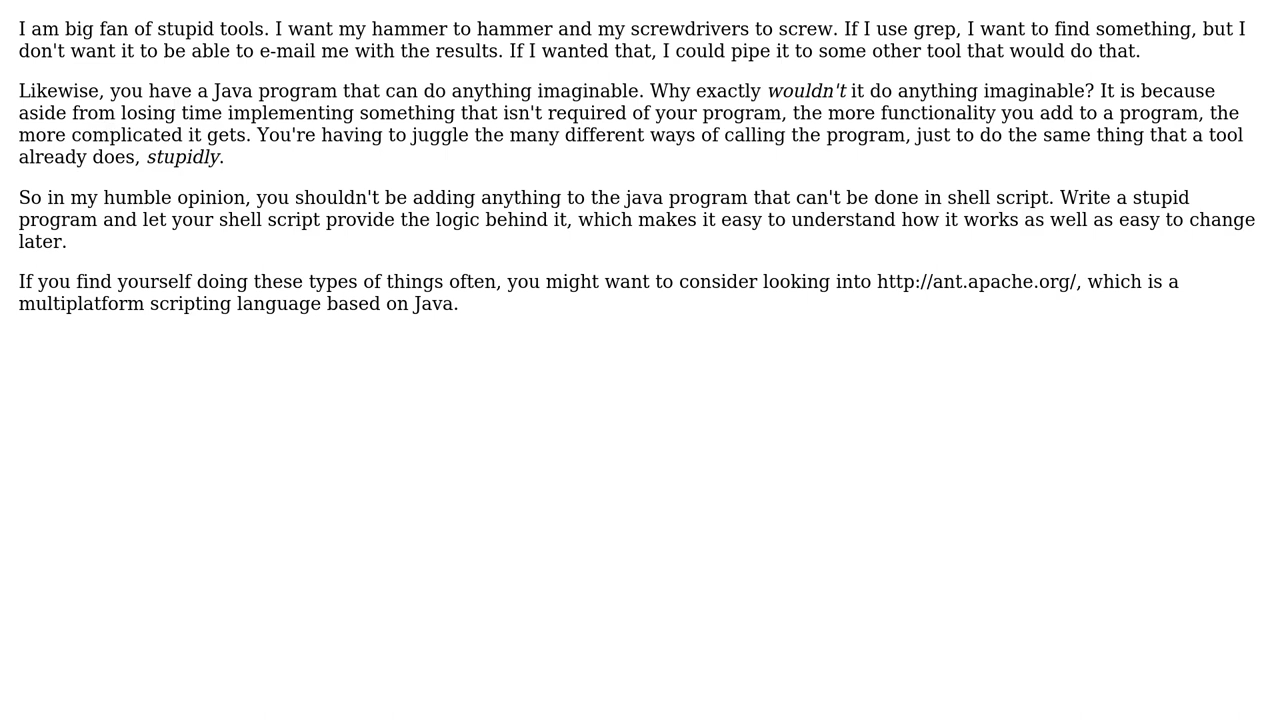 I am big fan of stupid tools. I want my hammer to hammer and my screwdrivers to screw. If I use grep, I want to find something, but I
don't want it to be able to e-mail me with the results. If I wanted that, I could pipe it to some other tool that would do that.
Likewise, you have a Java program that can do anything imaginable. Why exactly wouldn't it do anything imaginable? It is because
aside from losing time implementing something that isn't required of your program, the more functionality you add to a program, the
more complicated it gets. You're having to juggle the many different ways of calling the program, just to do the same thing that a tool
already does, stupidly.
So in my humble opinion, you shouldn't be adding anything to the java program that can't be done in shell script. Write a stupid
program and let your shell script provide the logic behind it, which makes it easy to understand how it works as well as easy to change
later.
If you find yourself doing these types of things often, you might want to consider looking into http://ant.apache.org/, which is a
multiplatform scripting language based on Java.